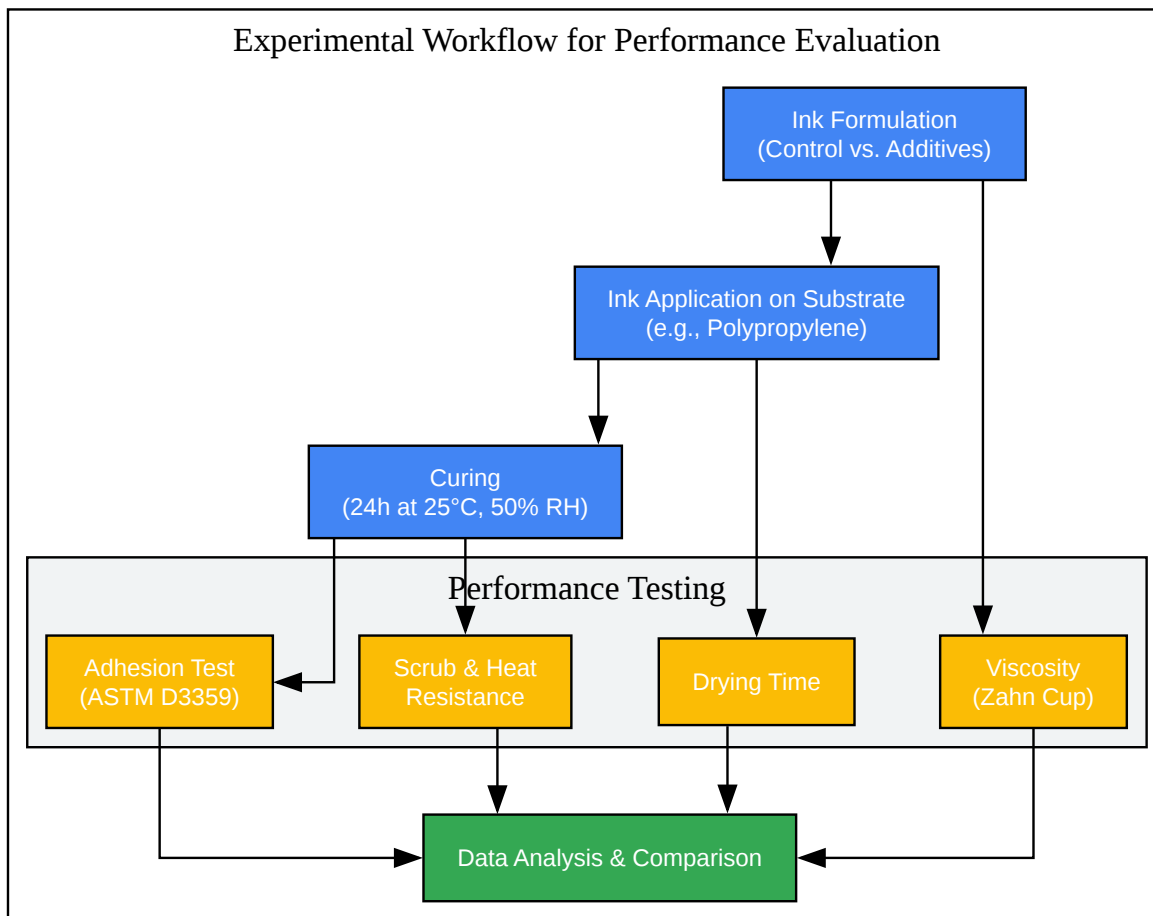 Experimental Workflow for Performance Evaluation
Ink Formulation
(Control vs. Additives)
Ink Application on Substrate
(e.g., Polypropylene)
Curing
(24h at 25°C, 50% RH)
Performance Testing
Adhesion Test
(ASTM D3359)
Scrub & Heat
Resistance
Drying Time
Viscosity
(Zahn Cup)
Data Analysis & Comparison